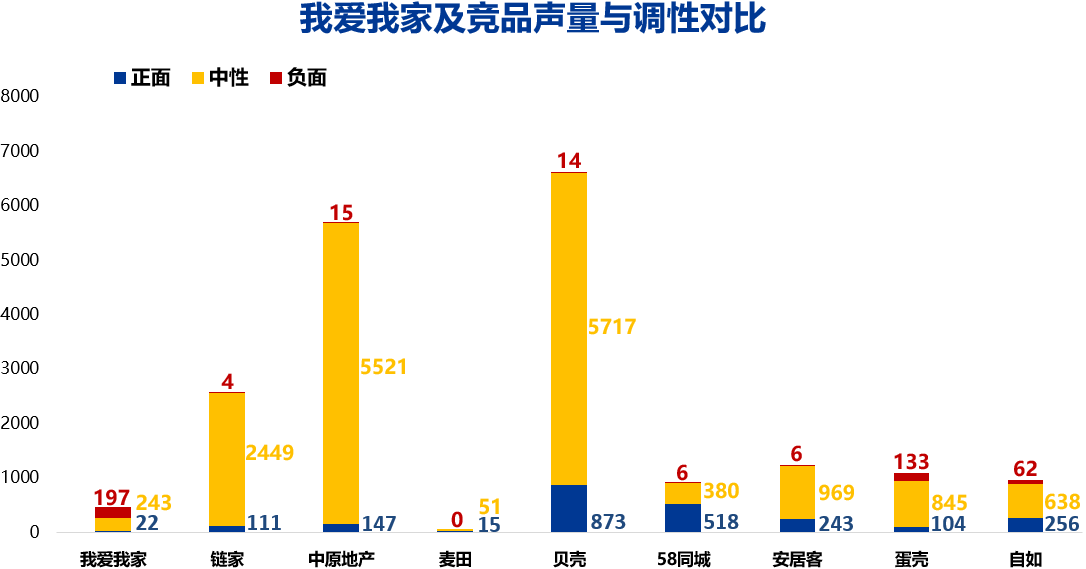 我爱我家及竞品声量与调性对比
正面 中性 负面
8000
7000
6000
5000
4000
3000
2000
1000
0
197 243 22
4 2449 111
15 5521 147
0 51 15
14 5717 873
6 380 518
6 969 243
133 845 104
62 638 256
我爱我家 链家 中原地产 麦田 贝壳 58同城 安居客 蛋壳 自如